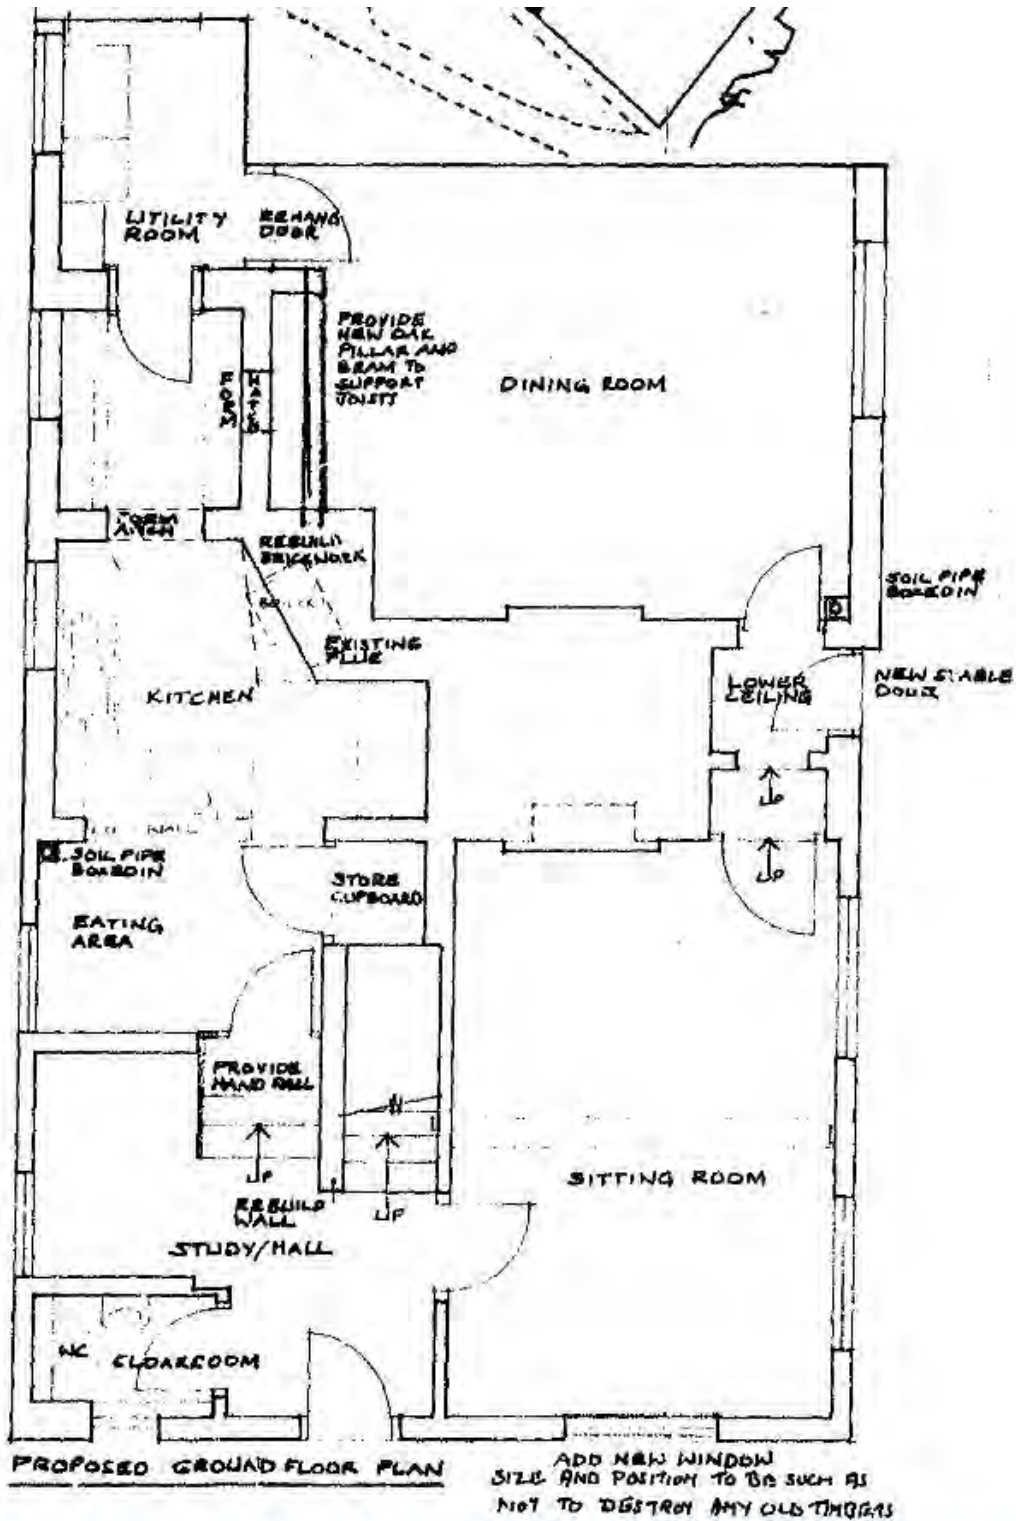 UTILITY
ROOM
REHANG
DOOR
PROVIDE
NEW OAK
PILLAR AND
BEAM TO
SUPPORT
JOISTS
FORM
HATCH
DINING ROOM
FORM
ARCH
REBUILD
BRICKWORK
BOILER
EXISTING
FLUE
SOIL PIPE
BOXED IN
KITCHEN
LOWER
CEILING
NEW STABLE
DOOR
UP
UP
SOIL PIPE
BOXED IN
STORE
CUPBOARD
EATING
AREA
PROVIDE
HAND RAIL
UP
UP
REBUILD
WALL
STUDY/HALL
SITTING ROOM
WC
CLOAKROOM
PROPOSED GROUND FLOOR PLAN
ADD NEW WINDOW
SIZE AND POSITION TO BE SUCH AS
NOT TO DESTROY ANY OLD TIMBERS